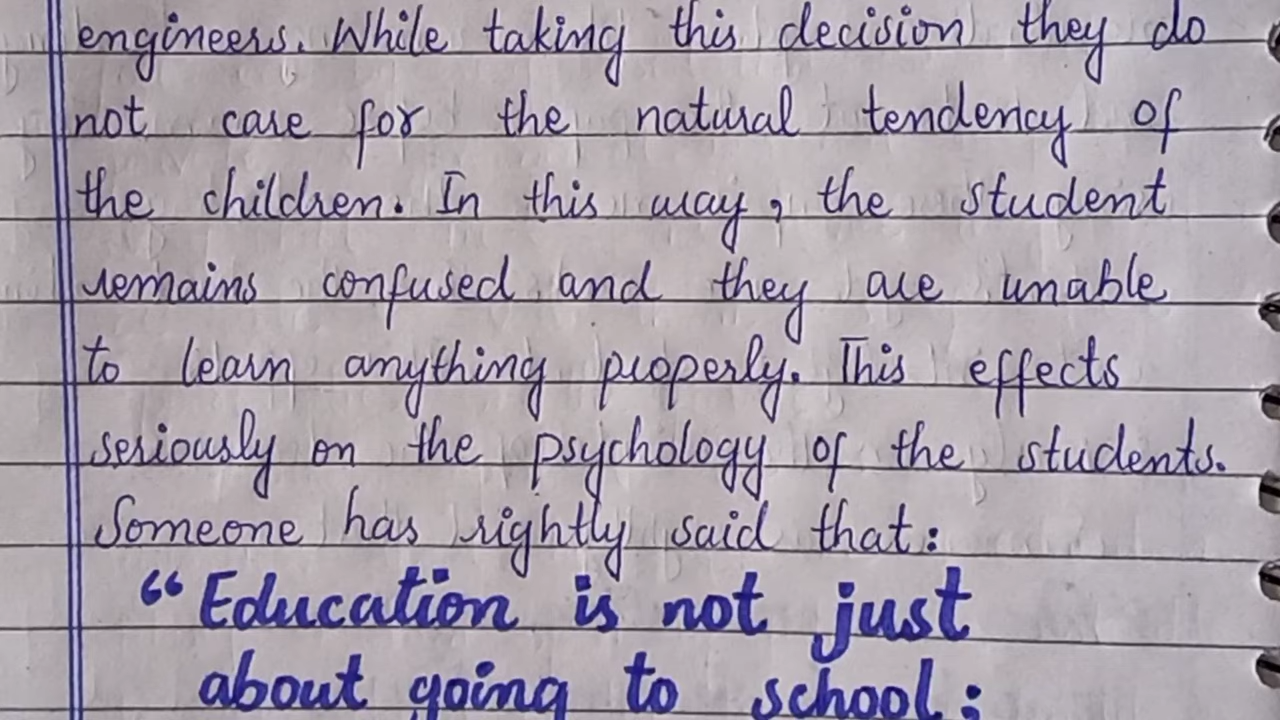 engineers. While taking this decision they do
not care for the natural tendency of
the children. In this way, the student
remains confused and they are unable
to learn anything properly. This effects
seriously on the psychology of the students.
Someone has rightly said that:
“Education is not just
about going to school: